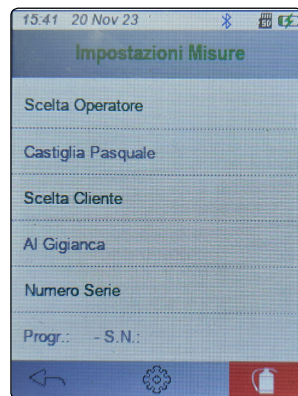 15:41 20 Nov 23
Impostazioni Misure
Scelta Operatore
Castiglia Pasquale
Scelta Cliente
Al Gigianca
Numero Serie
Progr.: - S.N.: